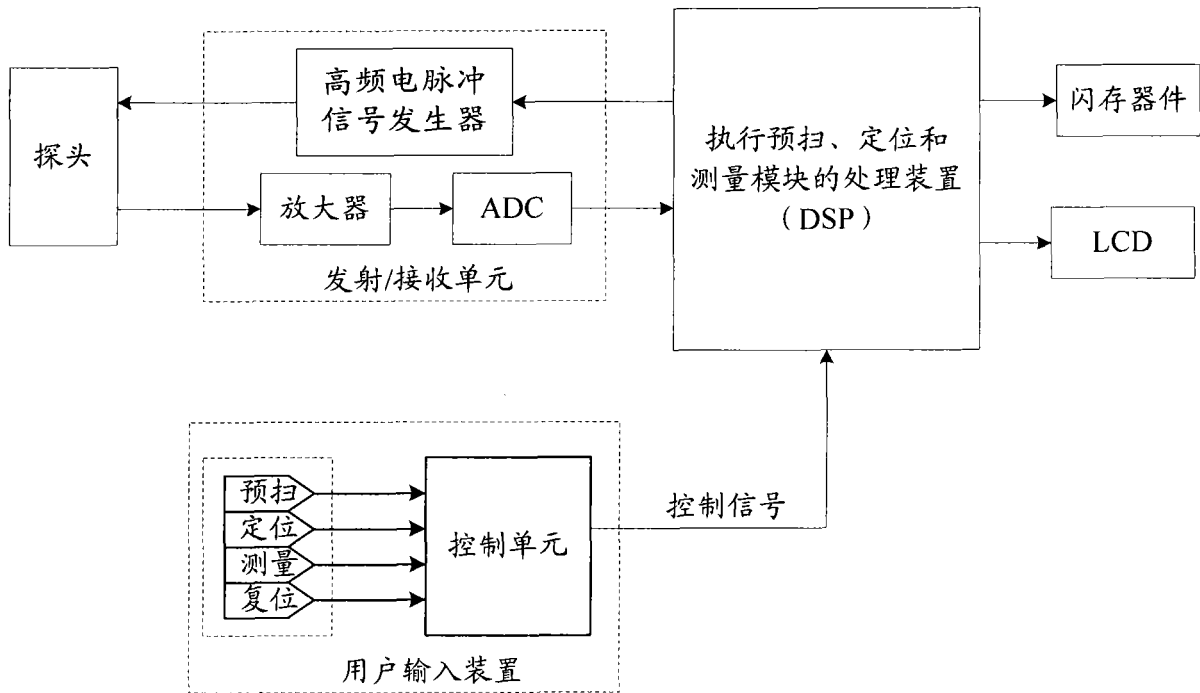 高频电脉冲
信号发生器
探头
放大器
ADC
发射/接收单元
执行预扫、定位和
测量模块的处理装置
（DSP）
闪存器件
LCD
预扫
定位
测量
复位
控制单元
控制信号
用户输入装置